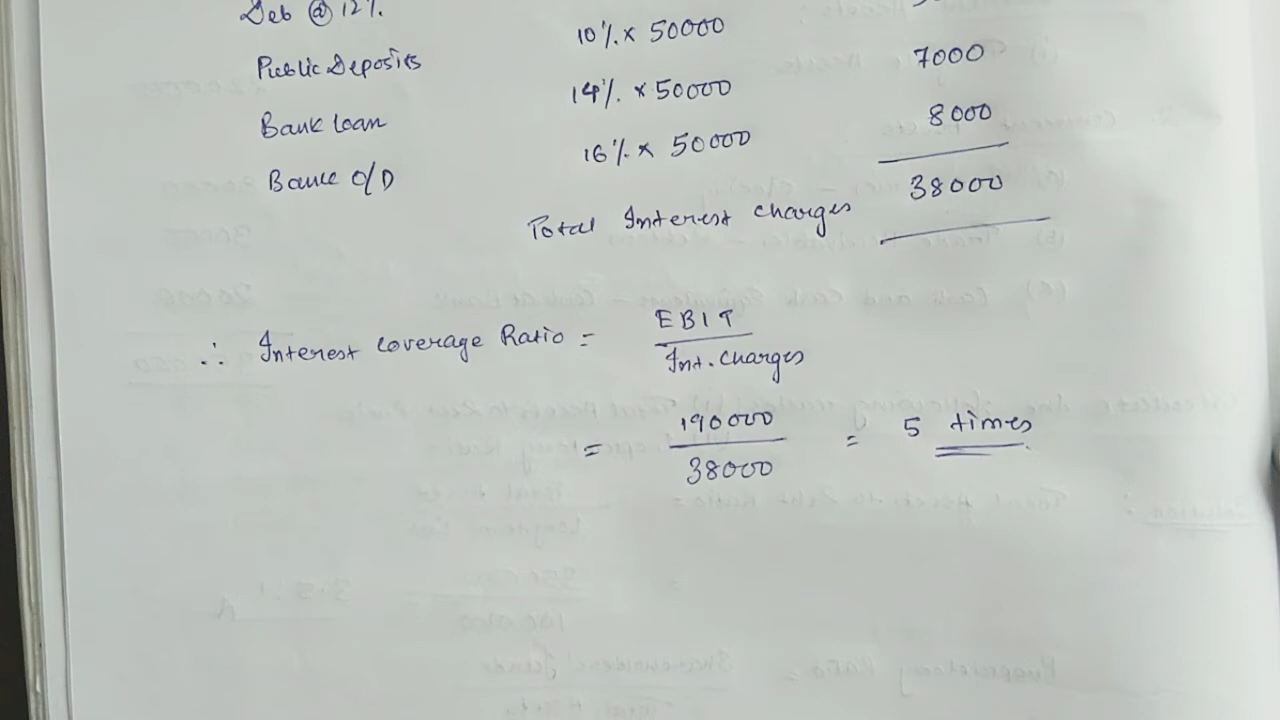 Deb @ 12%.
Public Deposits 10% x 50000
Bank loan 14% x 50000 7000
Bank O/D 16% x 50000 8000
Total Interest charges 38000
∴ Interest coverage Ratio = EBIT
Int. charges
= 190000 = 5 times
38000